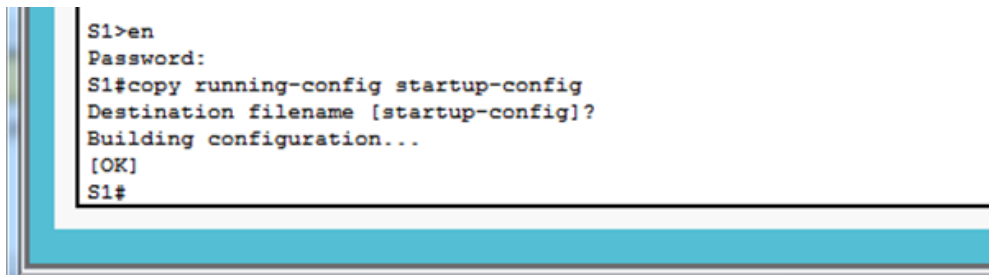 S1>en
Password:
S1#copy running-config startup-config
Destination filename [startup-config]?
Building configuration...
[OK]
S1#